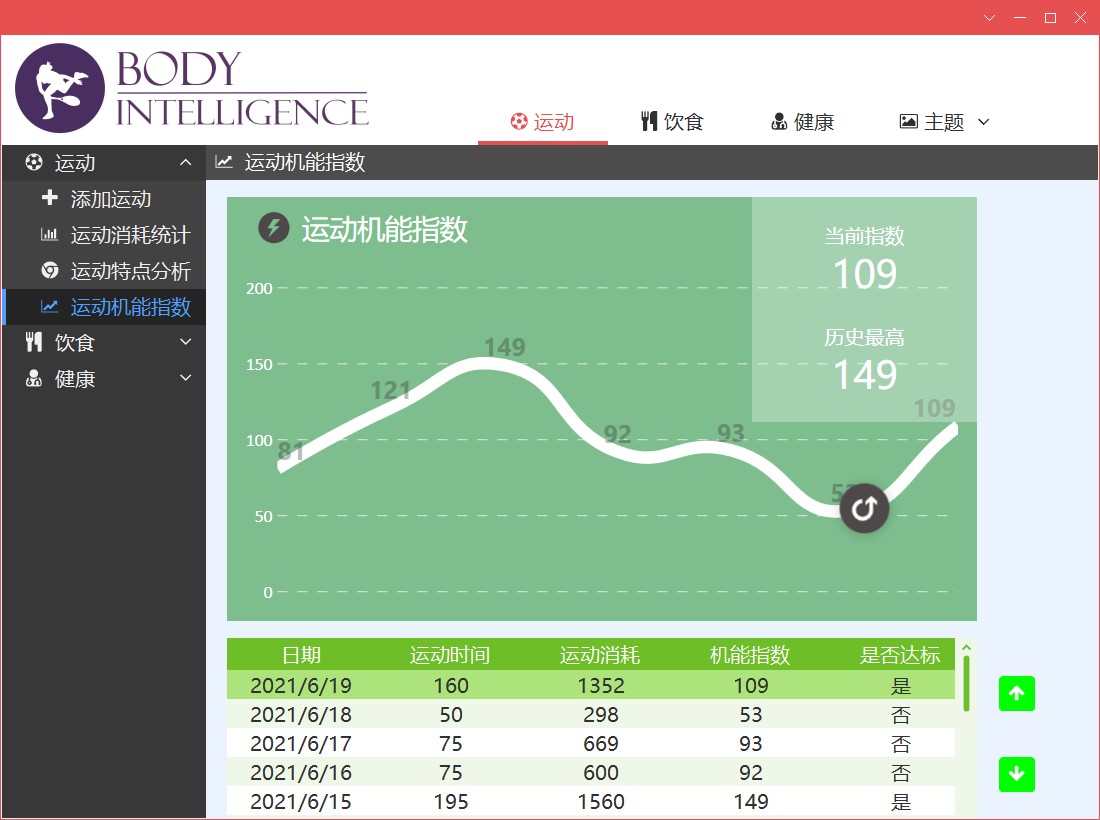 BODY
INTELLIGENCE
运动 饮食 健康 主题
运动
添加运动
运动消耗统计
运动特点分析
运动机能指数
饮食
健康
运动机能指数
运动机能指数
当前指数
109
历史最高
149
200
150
100
50
0
81
121
149
92
93
109
日期 运动时间 运动消耗 机能指数 是否达标
2021/6/19 160 1352 109 是
2021/6/18 50 298 53 否
2021/6/17 75 669 93 否
2021/6/16 75 600 92 否
2021/6/15 195 1560 149 是